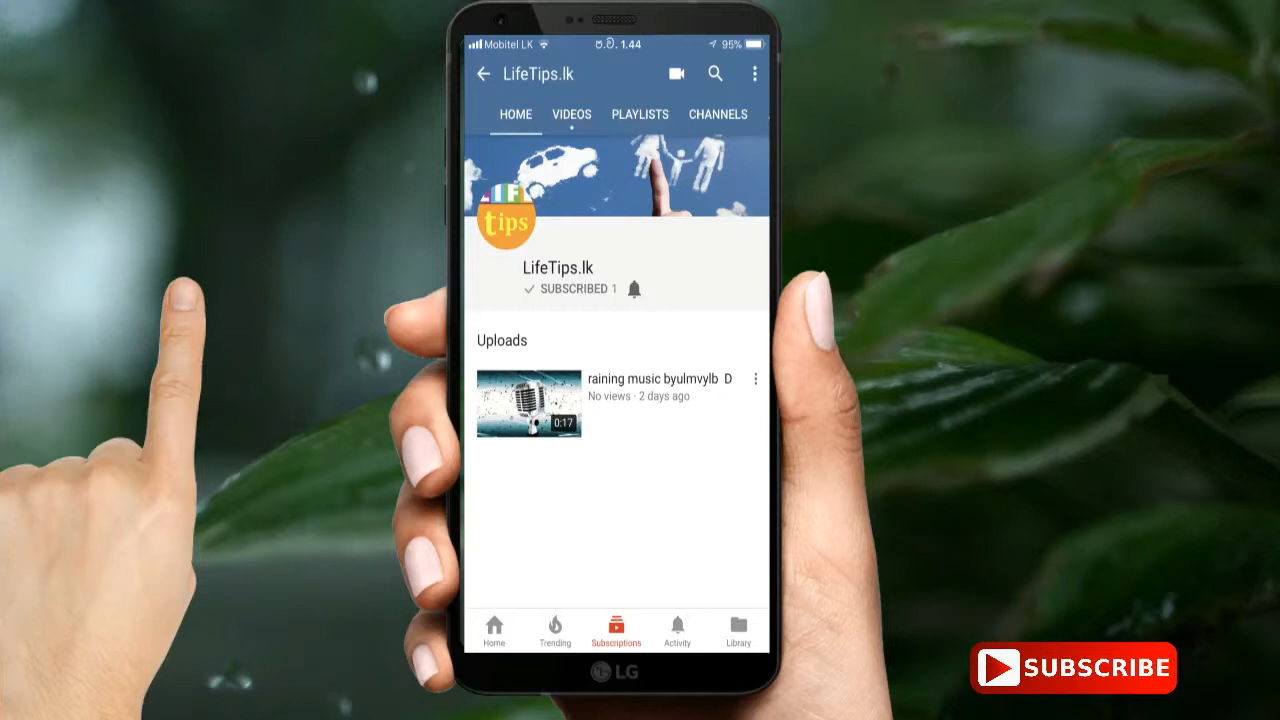 Mobitel LK ප.ව. 1.44 95%
LifeTips.lk
HOME VIDEOS PLAYLISTS CHANNELS
LIF
tips
LifeTips.lk
SUBSCRIBED 1
Uploads
raining music byulmvylb D
No views · 2 days ago
0:17
Home Trending Subscriptions Activity Library
LG
SUBSCRIBE